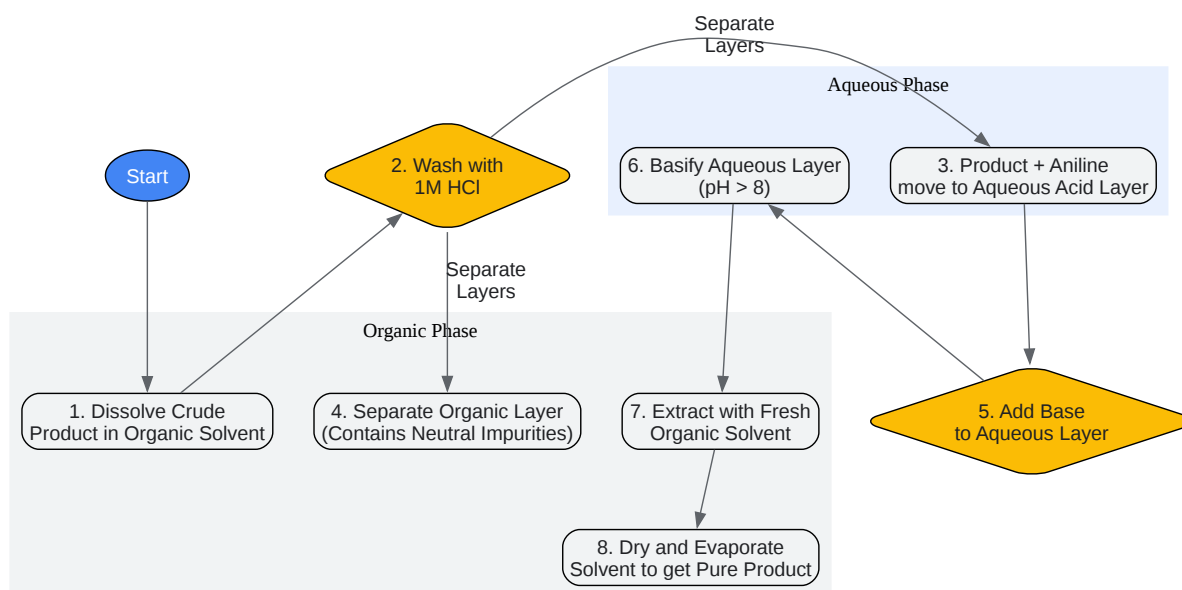 Separate
Layers
Aqueous Phase
Start
2. Wash with
1M HCl
6. Basify Aqueous Layer
(pH > 8)
3. Product + Aniline
move to Aqueous Acid Layer
Separate
Layers
Organic Phase
1. Dissolve Crude
Product in Organic Solvent
4. Separate Organic Layer
(Contains Neutral Impurities)
7. Extract with Fresh
Organic Solvent
5. Add Base
to Aqueous Layer
8. Dry and Evaporate
Solvent to get Pure Product